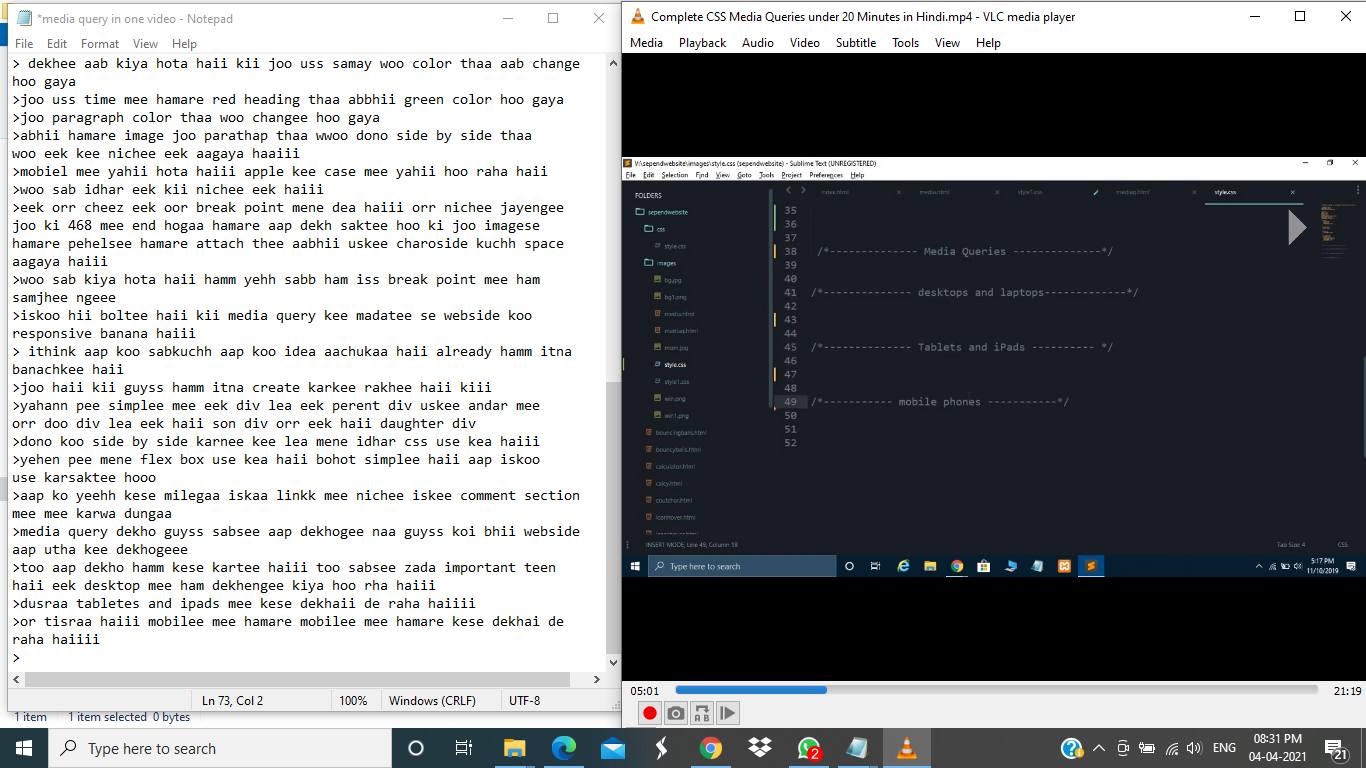 *media query in one video - Notepad
File Edit Format View Help
> dekhee aab kiya hota haii kii joo uss samay woo color thaa aab change
hoo gaya
>joo uss time mee hamare red heading thaa abbhii green color hoo gaya
>joo paragraph color thaa woo changee hoo gaya
>abhii hamare image joo parathap thaa wwoo dono side by side thaa
woo eek kee nichee eek aagaya haaiii
>mobiel mee yahii hota haiii apple kee case mee yahii hoo raha haii
>woo sab idhar eek kii nichee eek haiii
>eek orr cheez eek oor break point mene dea haiii orr nichee jayengee
joo ki 468 mee end hogaa hamare aap dekh saktee hoo ki joo imagese
hamare pehelsee hamare attach thee aabhii uskee charoside kuchh space
aagaya haiii
>woo sab kiya hota haii hamm yehh sabb ham iss break point mee ham
samjhee ngeee
>iskoo hii boltee haii kii media query kee madatee se webside koo
responsive banana haiii
> ithink aap koo sabkuchh aap koo idea aachukaa haii already hamm itna
banachkee haii
>joo haii kii guyss hamm itna create karkee rakhee haii kiii
>yahann pee simplee mee eek div lea eek perent div uskee andar mee
orr doo div lea eek haii son div orr eek haii daughter div
>dono koo side by side karnee kee lea mene idhar css use kea haiii
>yehen pee mene flex box use kea haii bohot simplee haii aap iskoo
use karsaktee hooo
>aap ko yeehh kese milegaa iskaa linkk mee nichee iskee comment section
mee mee karwa dungaa
>media query dekho guyss sabsee aap dekhogee naa guyss koi bhii webside
aap utha kee dekhogeee
>too aap dekho hamm kese kartee haiii too sabsee zada important teen
haii eek desktop mee ham dekhengee kiya hoo rha haiii
>dusraa tabletes and ipads mee kese dekhaii de raha haiiii
>or tisraa haiii mobilee mee hamare mobilee mee hamare kese dekhai de
raha haiiii
>
Ln 73, Col 2 100% Windows (CRLF) UTF-8
1 item 1 item selected 0 bytes
Complete CSS Media Queries under 20 Minutes in Hindi.mp4 - VLC media player
Media Playback Audio Video Subtitle Tools View Help
V:\sependwebsite\images\style.css (sependwebsite) - Sublime Text (UNREGISTERED)
File Edit Selection Find View Goto Tools Project Preferences Help
index.html media.html style1.css mediaq.html style.css
FOLDERS
sependwebsite
css
style.css
images
bg.jpg
bg1.png
media.html
mediaq.html
mom.jpg
style.css
style1.css
win.png
win1.png
bouncingballs.html
bouncyballs.html
calculator.html
calcy.html
coutchar.html
iconhover.html
35
36
37
38 /*-------------- Media Queries --------------*/
39
40
41 /*-------------- desktops and laptops-------------*/
42
43
44
45 /*-------------- Tablets and iPads ---------- */
46
47
48
49 /*----------- mobile phones -----------*/
50
51
52
INSERT MODE, Line 49, Column 18 Tab Size 4 CSS
Type here to search
5:17 PM
11/10/2019
05:01 21:19
Type here to search
2
ENG
08:31 PM
04-04-2021
21